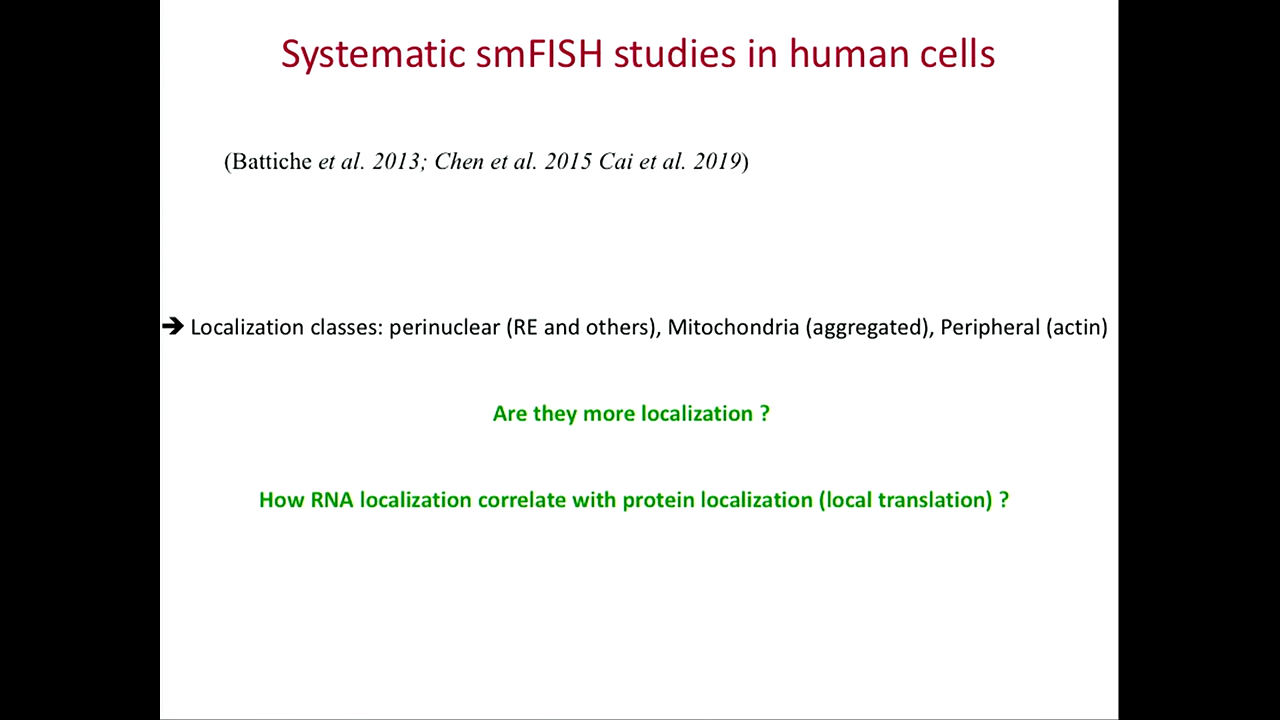 Systematic smFISH studies in human cells
(Battiche et al. 2013; Chen et al. 2015 Cai et al. 2019)
➔ Localization classes: perinuclear (RE and others), Mitochondria (aggregated), Peripheral (actin)
Are they more localization ?
How RNA localization correlate with protein localization (local translation) ?